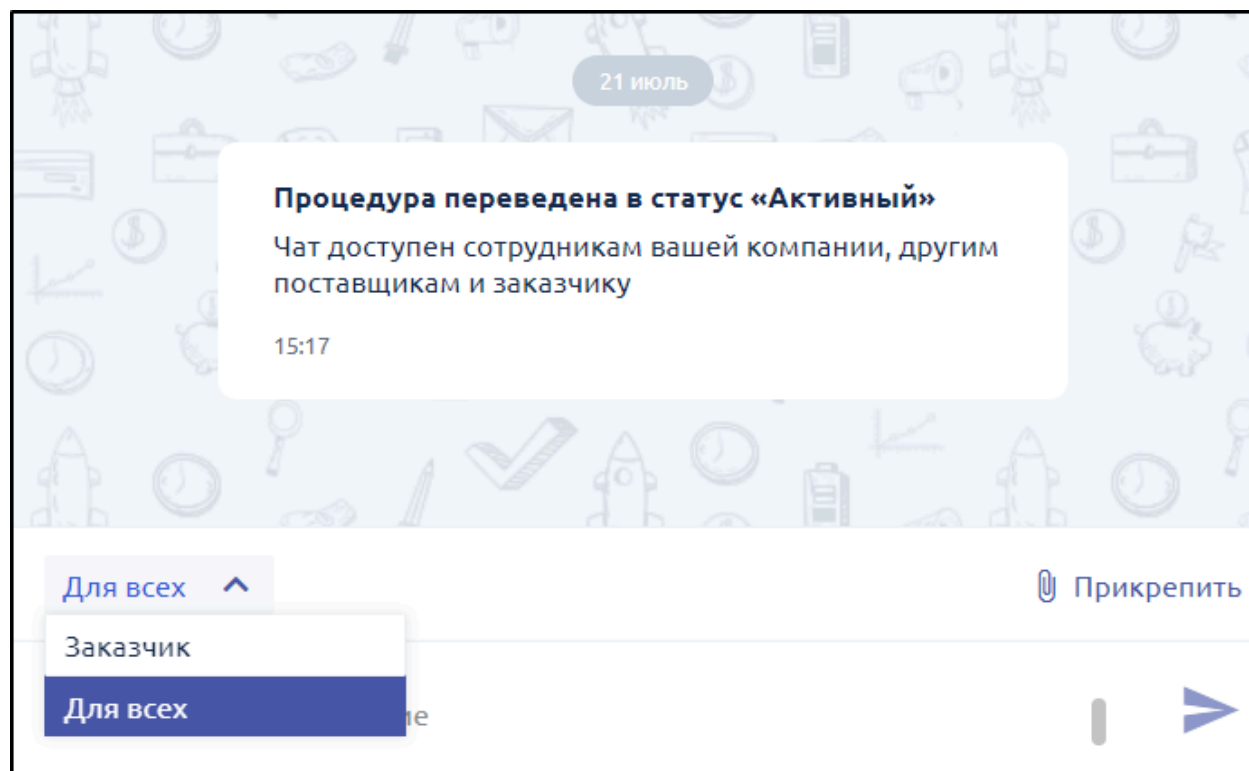 21 июль
Процедура переведена в статус «Активный»
Чат доступен сотрудникам вашей компании, другим
поставщикам и заказчику
15:17
Для всех
Прикрепить
Заказчик
Для всех